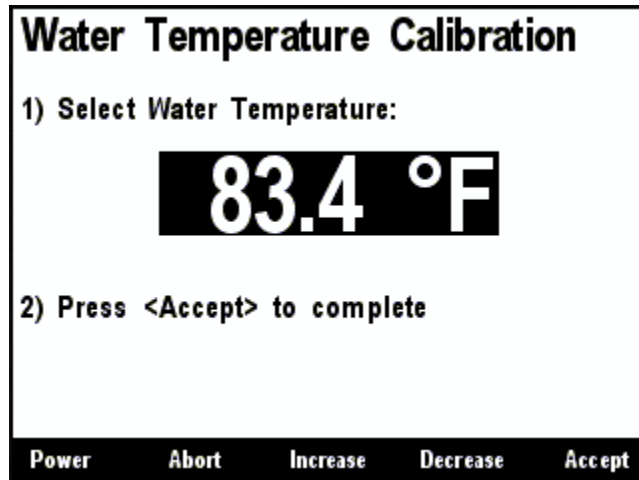 Water Temperature Calibration
1) Select Water Temperature:
83.4 °F
2) Press <Accept> to complete
Power Abort Increase Decrease Accept